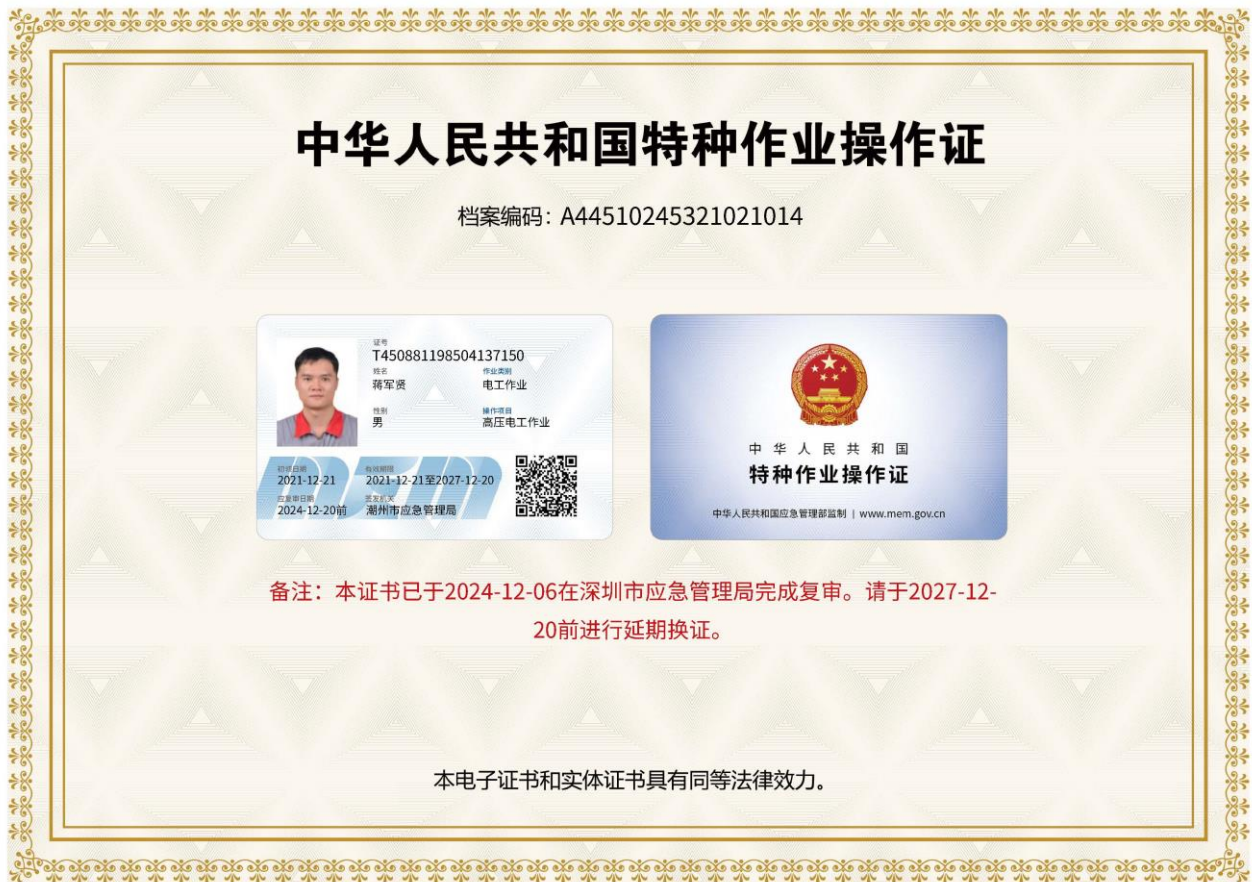 中华人民共和国特种作业操作证
档案编码：A44510245321021014
证号
T450881198504137150
姓名
蒋军贤
作业类别
电工作业
性别
男
操作项目
高压电工作业
初领日期
2021-12-21
有效期限
2021-12-21至2027-12-20
应复审日期
2024-12-20前
签发机关
潮州市应急管理局
中华人民共和国
特种作业操作证
中华人民共和国应急管理部监制 | www.mem.gov.cn
备注：本证书已于2024-12-06在深圳市应急管理局完成复审。请于2027-12-
20前进行延期换证。
本电子证书和实体证书具有同等法律效力。